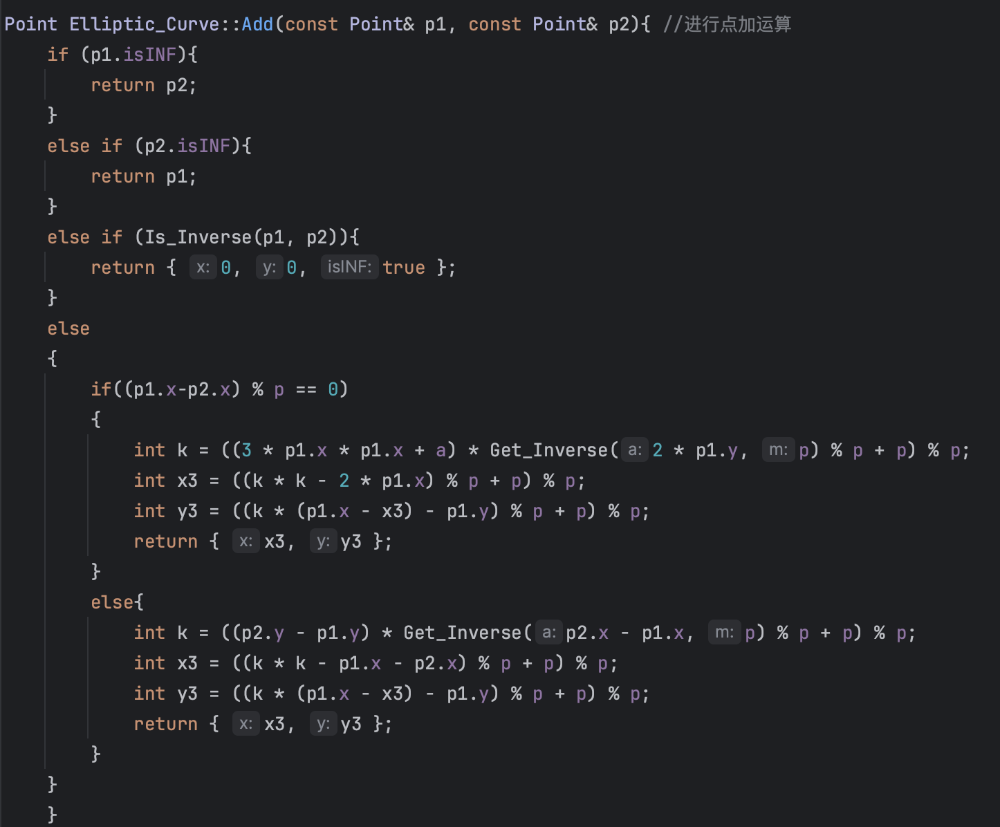 Point Elliptic_Curve::Add(const Point& p1, const Point& p2){ //进行点加运算
if (p1.isINF){
return p2;
}
else if (p2.isINF){
return p1;
}
else if (Is_Inverse(p1, p2)){
return { x: 0, y: 0, isINF: true };
}
else
{
if((p1.x-p2.x) % p == 0)
{
int k = ((3 * p1.x * p1.x + a) * Get_Inverse( a: 2 * p1.y, m: p) % p + p) % p;
int x3 = ((k * k - 2 * p1.x) % p + p) % p;
int y3 = ((k * (p1.x - x3) - p1.y) % p + p) % p;
return { x: x3, y: y3 };
}
else{
int k = ((p2.y - p1.y) * Get_Inverse( a: p2.x - p1.x, m: p) % p + p) % p;
int x3 = ((k * k - p1.x - p2.x) % p + p) % p;
int y3 = ((k * (p1.x - x3) - p1.y) % p + p) % p;
return { x: x3, y: y3 };
}
}
}